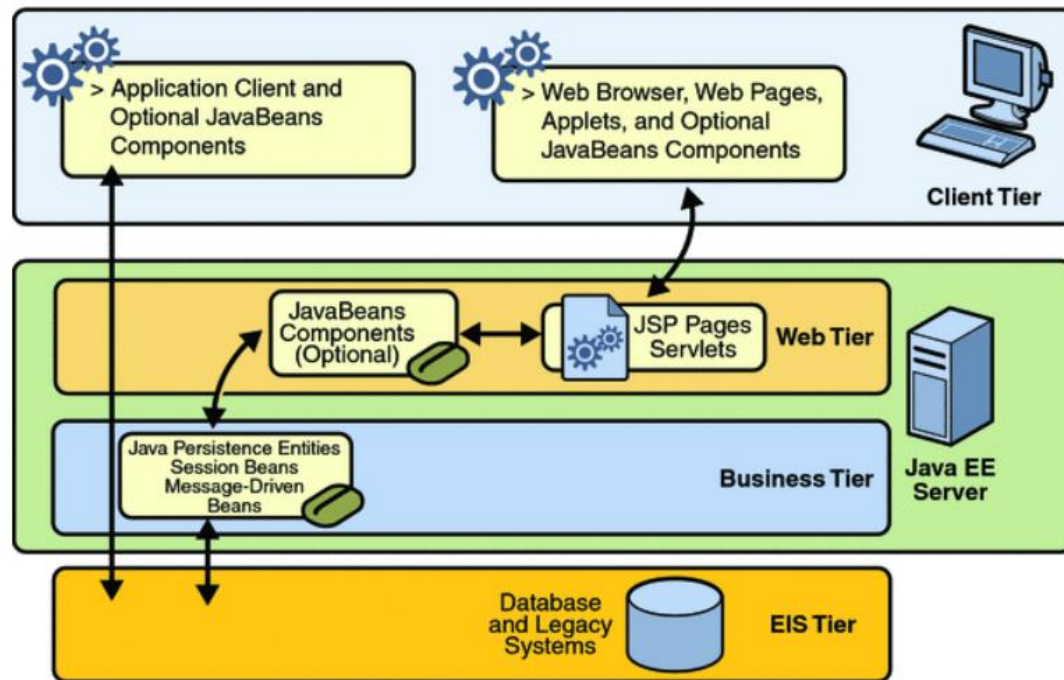 > Application Client and
Optional JavaBeans
Components
> Web Browser, Web Pages,
Applets, and Optional
JavaBeans Components
Client Tier
JavaBeans
Components
(Optional)
JSP Pages
Servlets
Web Tier
Java Persistence Entities
Session Beans
Message-Driven
Beans
Business Tier
Java EE
Server
Database
and Legacy
Systems
EIS Tier